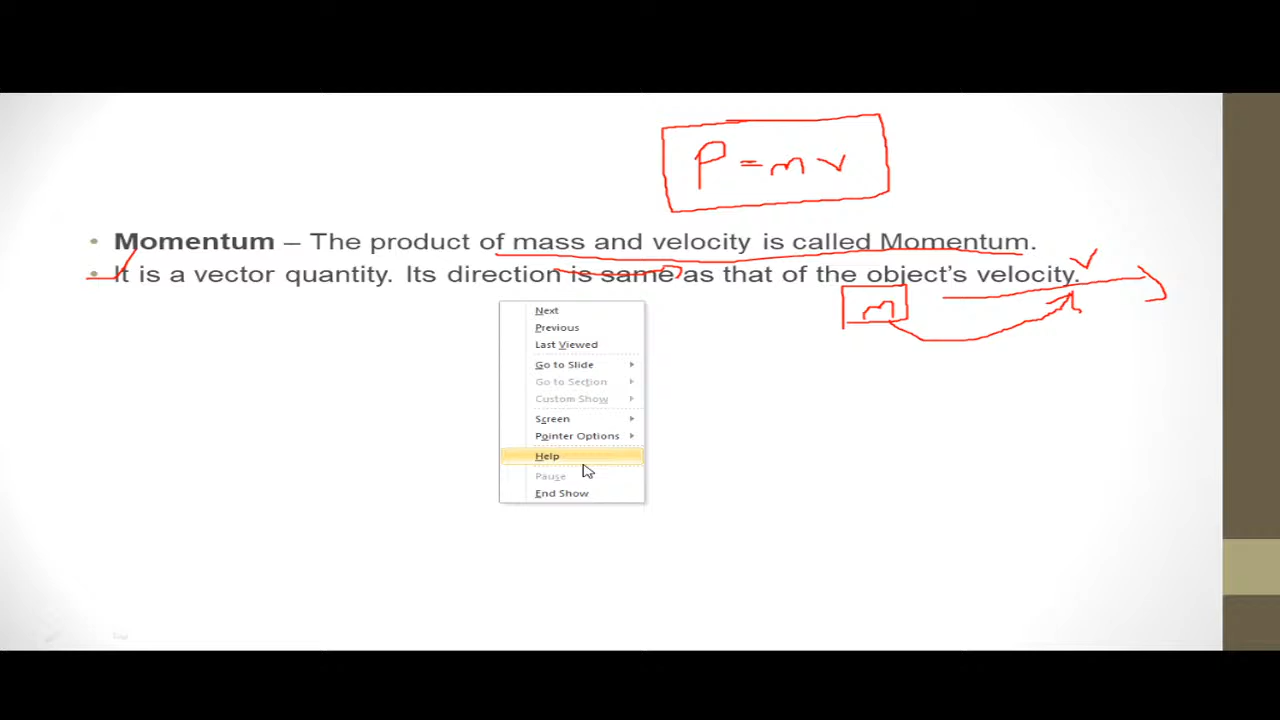 P = m v
• Momentum – The product of mass and velocity is called Momentum.
• It is a vector quantity. Its direction is same as that of the object's velocity.
v
m
Next
Previous
Last Viewed
Go to Slide
Go to Section
Custom Show
Screen
Pointer Options
Help
Pause
End Show